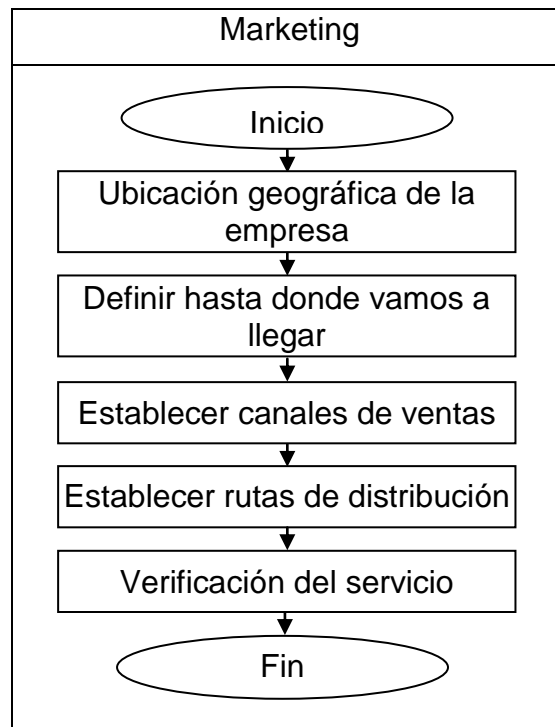 Marketing
Inicio
Ubicación geográfica de la
empresa
Definir hasta donde vamos a
llegar
Establecer canales de ventas
Establecer rutas de distribución
Verificación del servicio
Fin